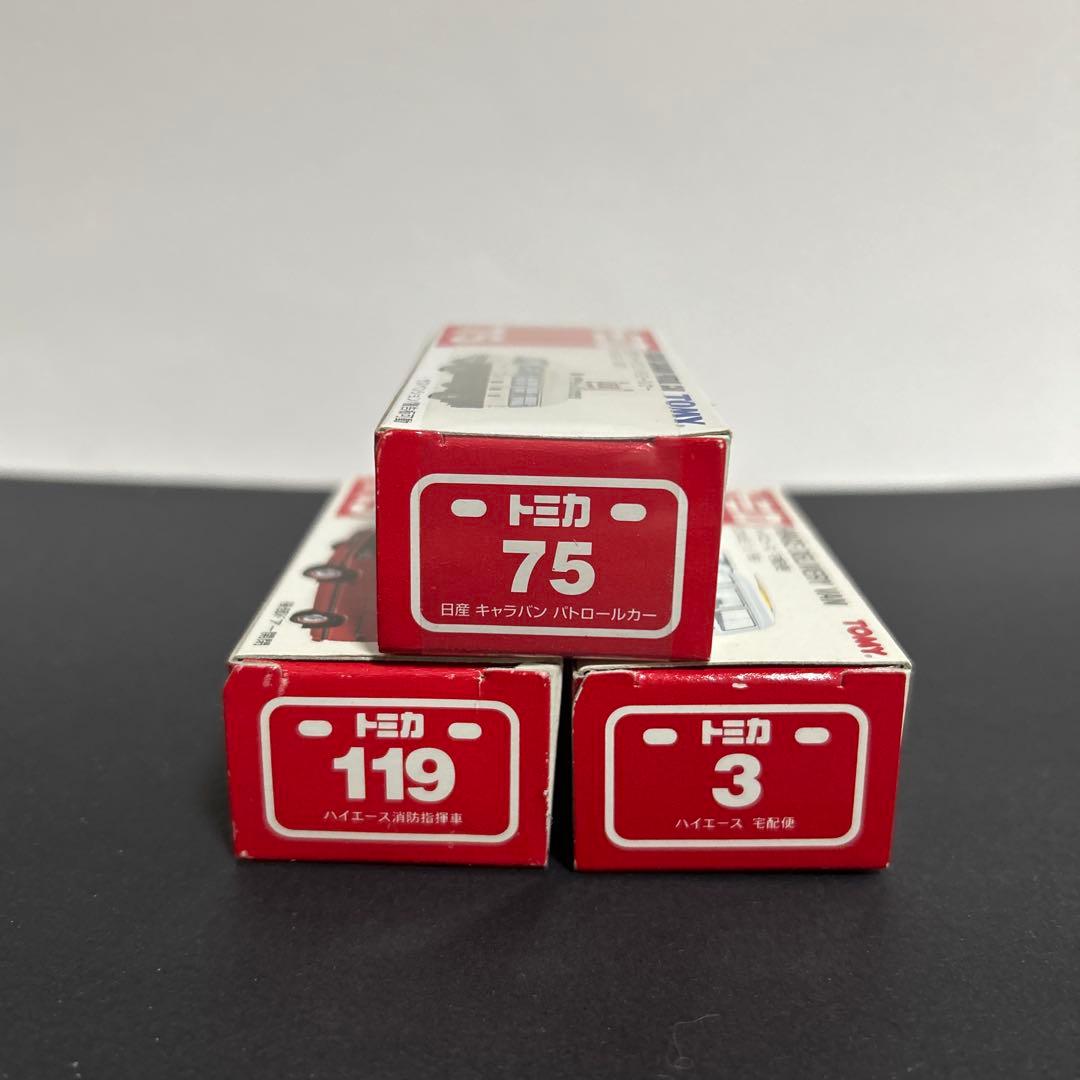 TOMY
トミカ
75
日産 キャラバン パトロールカー
トミカ
119
ハイエース消防指揮車
DELIVERY VAN
TOMY
トミカ
3
ハイエース 宅配便